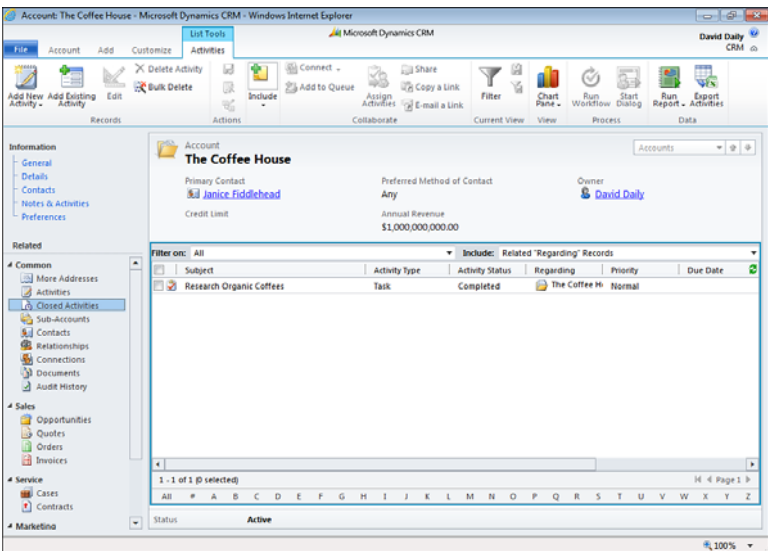 Account: The Coffee House - Microsoft Dynamics CRM - Windows Internet Explorer
List Tools
Microsoft Dynamics CRM
David Daily
CRM
File Account Add Customize Activities
Add New Activity
Add Existing Activity
Edit
Delete Activity
Bulk Delete
Include
Connect
Add to Queue
Assign Activities
Share
Copy a Link
E-mail a Link
Filter
Chart Pane
Run Workflow
Start Dialog
Run Report
Export Activities
Records Actions Collaborate Current View View Process Data
Information
General
Details
Contacts
Notes & Activities
Preferences
Related
Common
More Addresses
Activities
Closed Activities
Sub-Accounts
Contacts
Relationships
Connections
Documents
Audit History
Sales
Opportunities
Quotes
Orders
Invoices
Service
Cases
Contracts
Marketing
Account
The Coffee House
Accounts
Primary Contact Preferred Method of Contact Owner
Janice Fiddlehead Any David Daily
Credit Limit Annual Revenue
$1,000,000,000.00
Filter on: All Include: Related "Regarding" Records
Subject Activity Type Activity Status Regarding Priority Due Date
Research Organic Coffees Task Completed The Coffee H Normal
1 - 1 of 1 (0 selected) Page 1
All # A B C D E F G H I J K L M N O P Q R S T U V W X Y Z
Status Active
100%